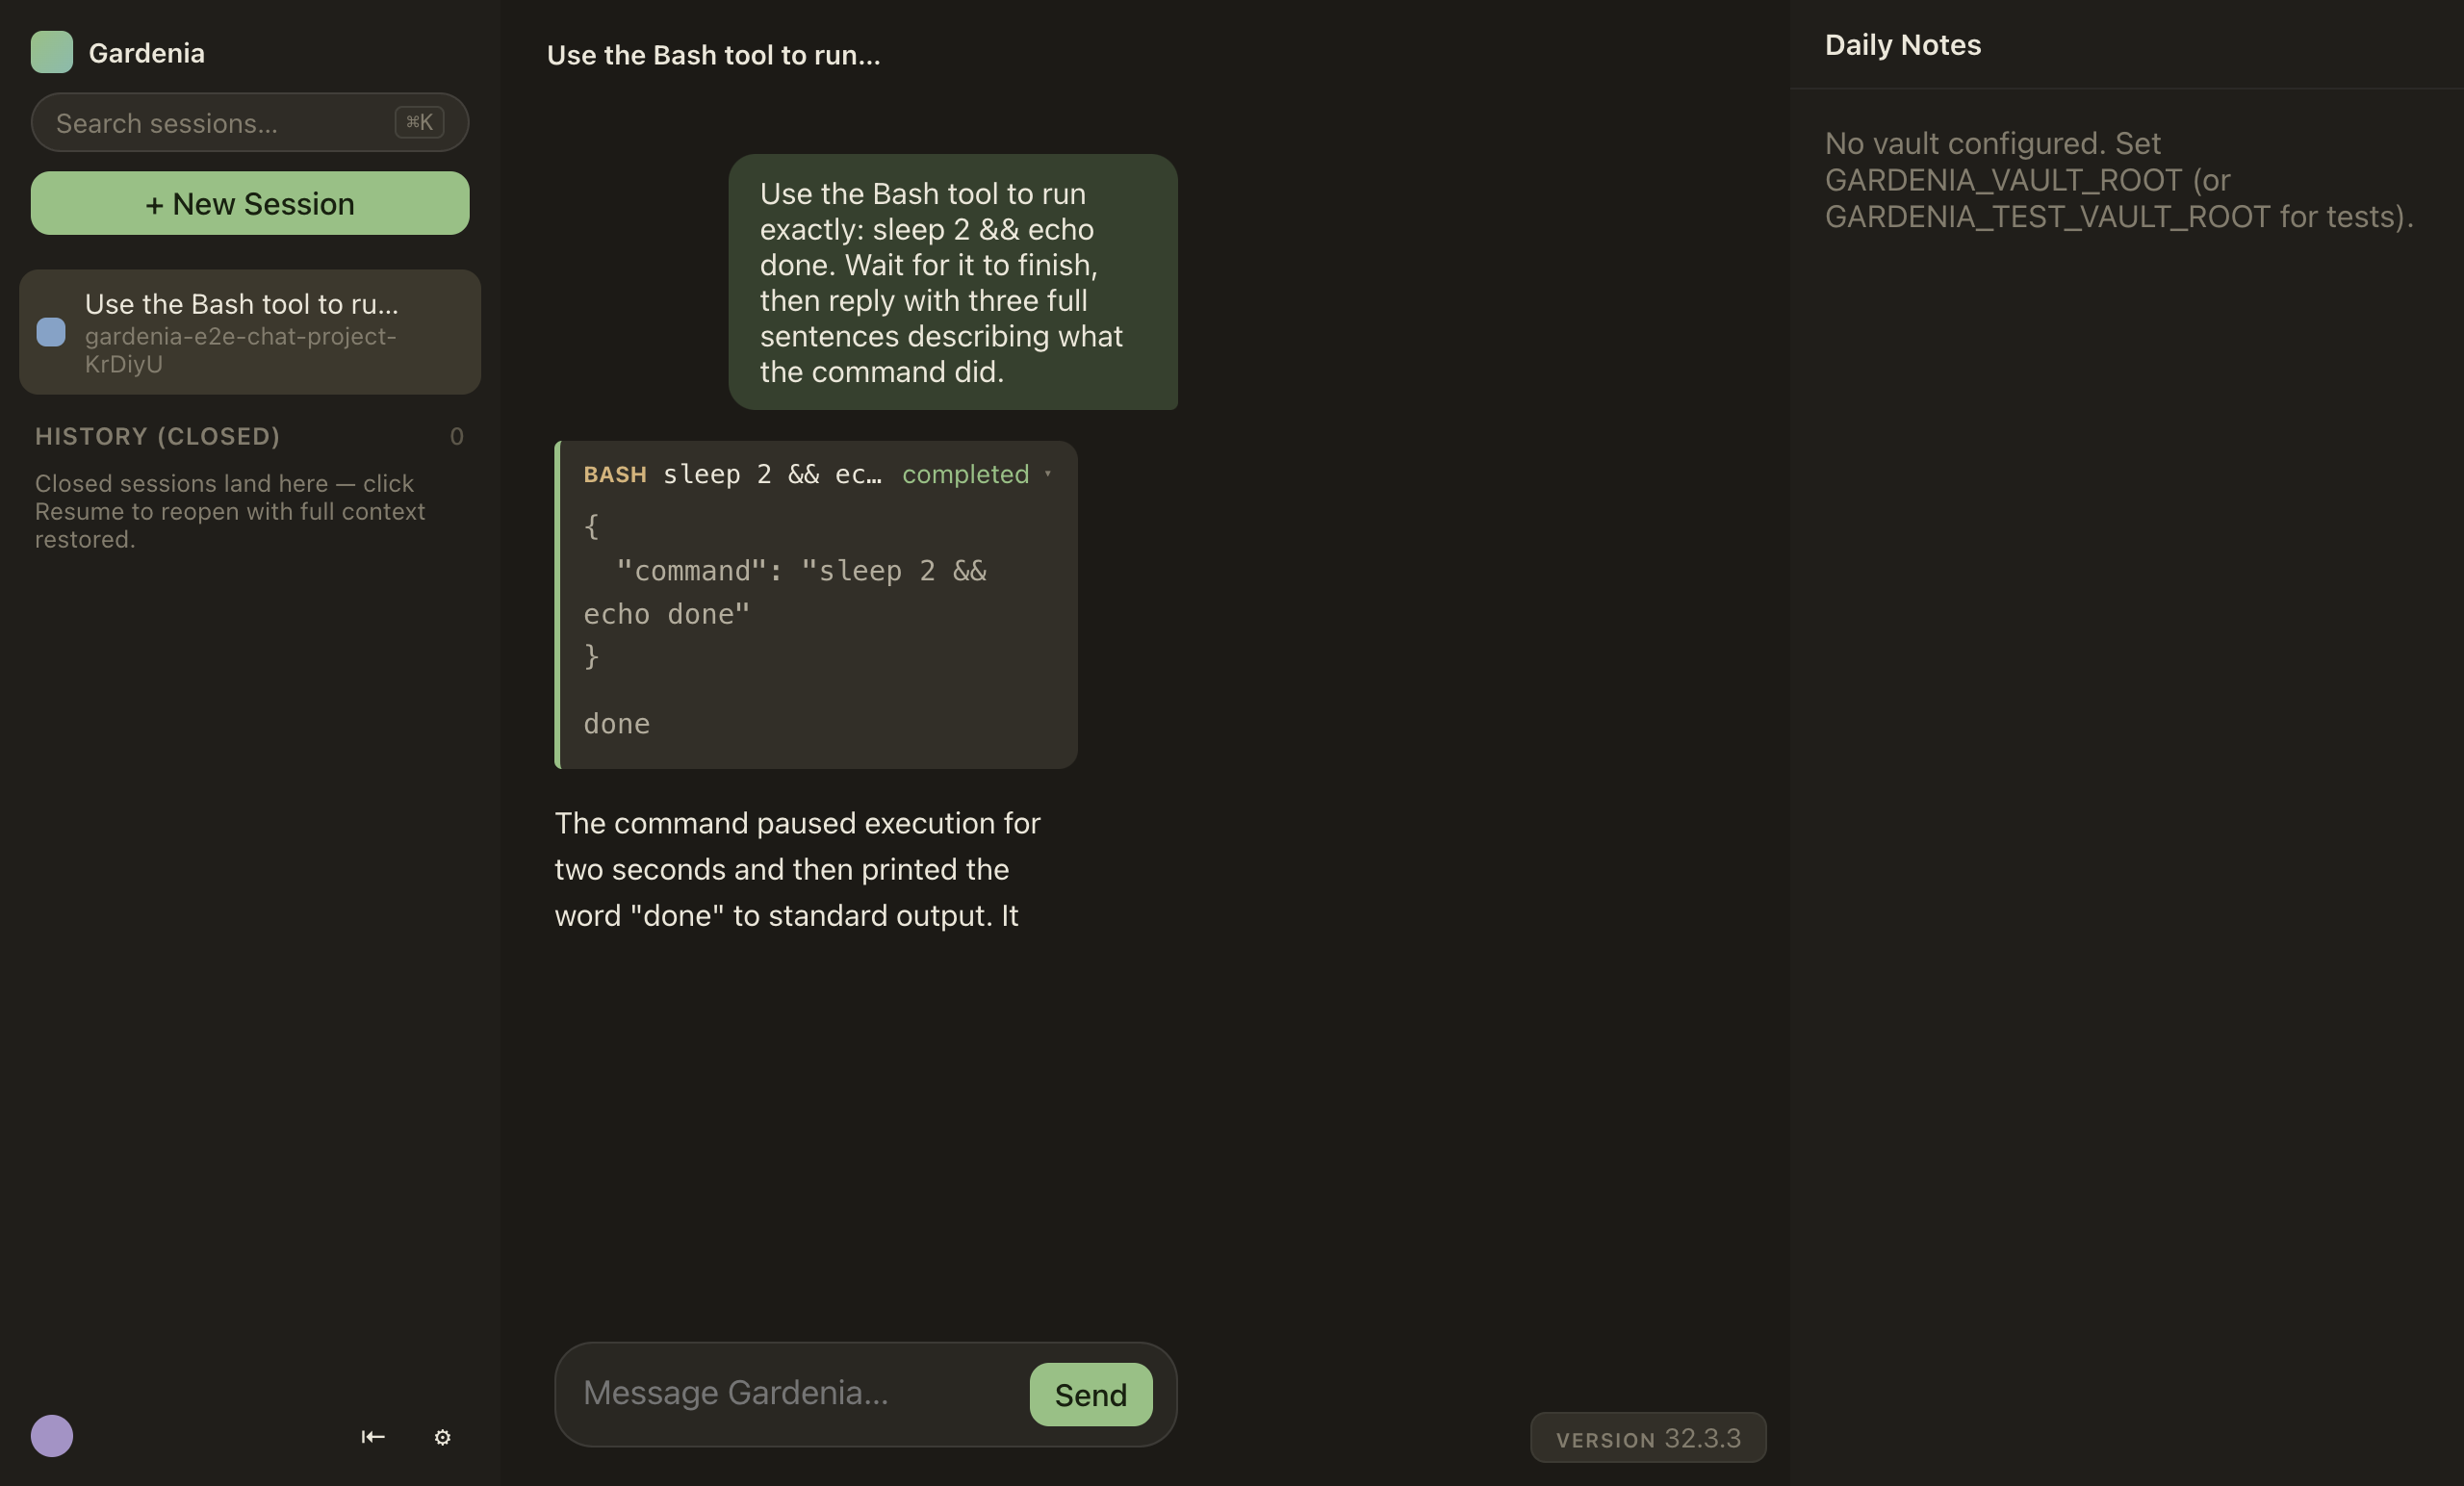 Gardenia
Search sessions...
⌘K
+ New Session
Use the Bash tool to ru...
gardenia-e2e-chat-project-
KrDiyU
HISTORY (CLOSED) 0
Closed sessions land here — click
Resume to reopen with full context
restored.
Use the Bash tool to run...
Use the Bash tool to run
exactly: sleep 2 && echo
done. Wait for it to finish,
then reply with three full
sentences describing what
the command did.
BASH sleep 2 && ec… completed
{
  "command": "sleep 2 &&
echo done"
}
done
The command paused execution for
two seconds and then printed the
word "done" to standard output. It
Message Gardenia...
Send
VERSION 32.3.3
Daily Notes
No vault configured. Set
GARDENIA_VAULT_ROOT (or
GARDENIA_TEST_VAULT_ROOT for tests).